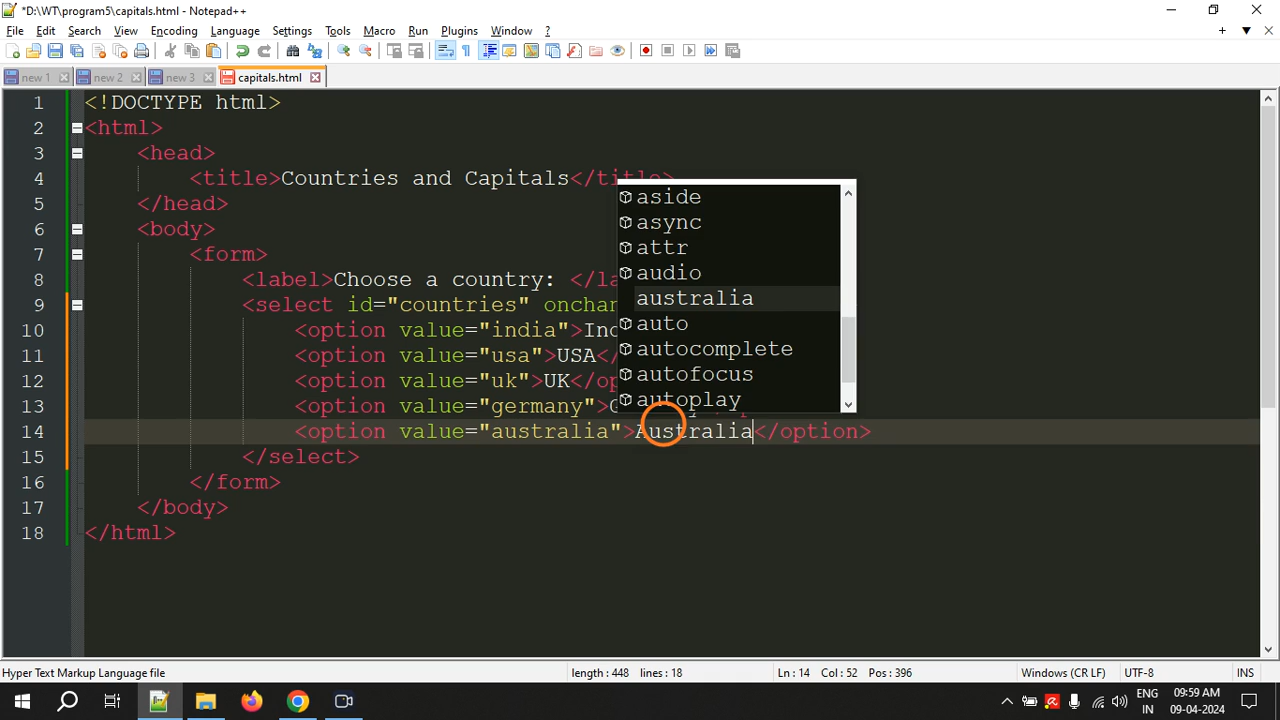 *D:\WT\program5\capitals.html - Notepad++
File Edit Search View Encoding Language Settings Tools Macro Run Plugins Window ?
new 1 new 2 new 3 capitals.html
1 <!DOCTYPE html>
2 <html>
3 <head>
4 <title>Countries and Capitals</title>
5 </head>
6 <body>
7 <form>
8 <label>Choose a country: </la
9 <select id="countries" onchan
10 <option value="india">Ind
11 <option value="usa">USA</
12 <option value="uk">UK</op
13 <option value="germany">
14 <option value="australia">Australia</option>
15 </select>
16 </form>
17 </body>
18 </html>
aside
async
attr
audio
australia
auto
autocomplete
autofocus
autoplay
Hyper Text Markup Language file length : 448 lines : 18 Ln : 14 Col : 52 Pos : 396 Windows (CR LF) UTF-8 INS
ENG 09:59 AM
IN 09-04-2024